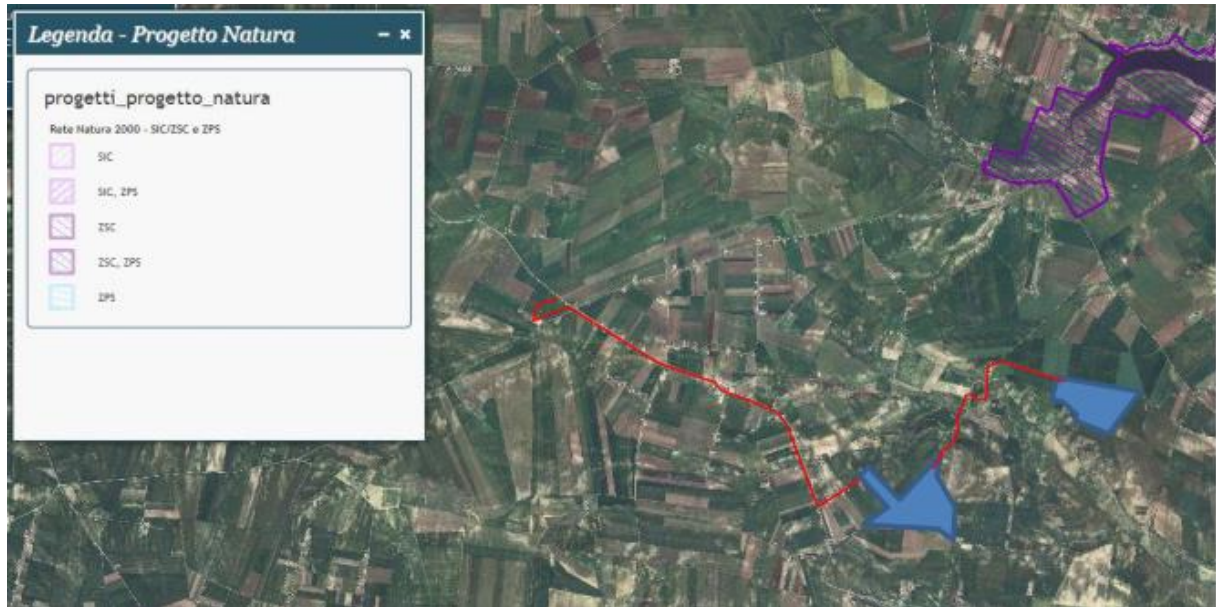 Legenda - Progetto Natura
progetti_progetto_natura
Rete Natura 2000 - SIC/ZSC e ZPS
SIC
SIC, ZPS
ZSC
ZSC, ZPS
ZPS